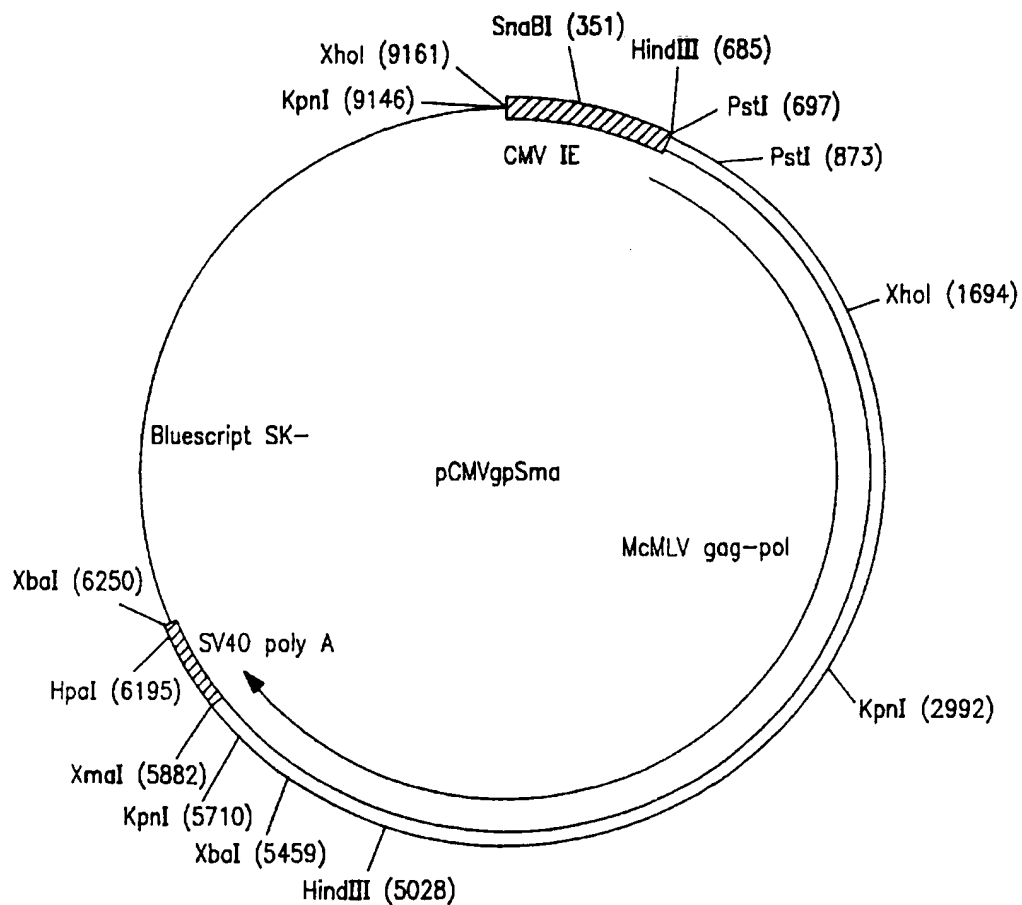 SnaBI (351)
XhoI (9161)
HindIII (685)
KpnI (9146)
PstI (697)
CMV IE
PstI (873)
XhoI (1694)
Bluescript SK-
pCMVgpSma
McMLV gag-pol
XbaI (6250)
SV40 poly A
HpaI (6195)
KpnI (2992)
XmaI (5882)
KpnI (5710)
XbaI (5459)
HindIII (5028)